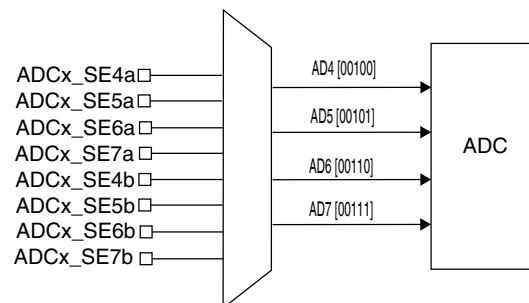 ADCx_SE4a
ADCx_SE5a
ADCx_SE6a
ADCx_SE7a
ADCx_SE4b
ADCx_SE5b
ADCx_SE6b
ADCx_SE7b
AD4 [00100]
AD5 [00101]
AD6 [00110]
AD7 [00111]
ADC